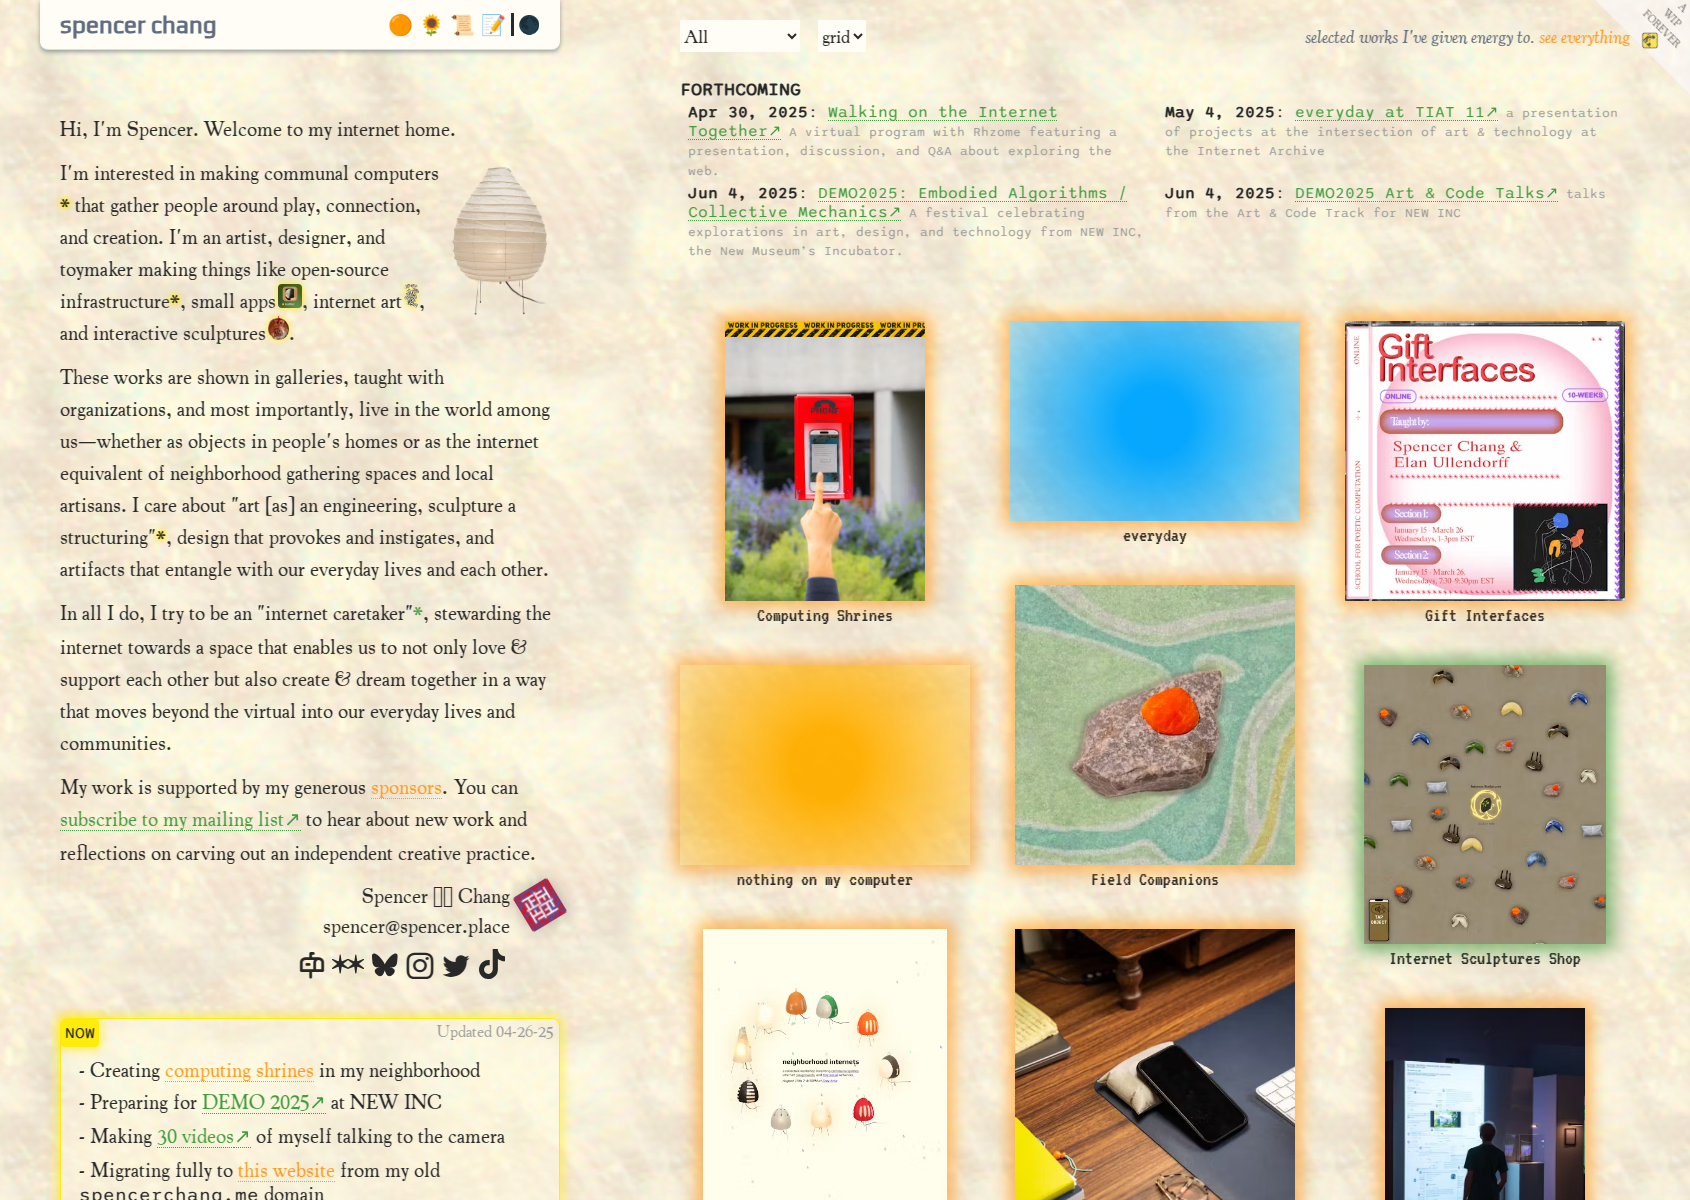 spencer chang
Hi, I'm Spencer. Welcome to my internet home.
I'm interested in making communal computers
* that gather people around play, connection,
and creation. I'm an artist, designer, and
toymaker making things like open-source
infrastructure*, small apps, internet art,
and interactive sculptures.
These works are shown in galleries, taught with
organizations, and most importantly, live in the world among
us—whether as objects in people's homes or as the internet
equivalent of neighborhood gathering spaces and local
artisans. I care about "art [as] an engineering, sculpture a
structuring"*, design that provokes and instigates, and
artifacts that entangle with our everyday lives and each other.
In all I do, I try to be an "internet caretaker"*, stewarding the
internet towards a space that enables us to not only love &
support each other but also create & dream together in a way
that moves beyond the virtual into our everyday lives and
communities.
My work is supported by my generous sponsors. You can
subscribe to my mailing list↗ to hear about new work and
reflections on carving out an independent creative practice.
Spencer Chang
spencer@spencer.place
NOW
Updated 04-26-25
- Creating computing shrines in my neighborhood
- Preparing for DEMO 2025↗ at NEW INC
- Making 30 videos↗ of myself talking to the camera
- Migrating fully to this website from my old
spencerchang.me domain
All
grid
selected works I've given energy to. see everything
A
WIP
FOREVER
FORTHCOMING
Apr 30, 2025: Walking on the Internet
Together↗ A virtual program with Rhzome featuring a
presentation, discussion, and Q&A about exploring the
web.
May 4, 2025: everyday at TIAT 11↗ a presentation
of projects at the intersection of art & technology at
the Internet Archive
Jun 4, 2025: DEMO2025: Embodied Algorithms /
Collective Mechanics↗ A festival celebrating
explorations in art, design, and technology from NEW INC,
the New Museum's Incubator.
Jun 4, 2025: DEMO2025 Art & Code Talks↗ talks
from the Art & Code Track for NEW INC
WORK IN PROGRESS WORK IN PROGRESS WORK IN PRO
PHONE
Computing Shrines
everyday
Gift
Interfaces
ONLINE
10-WEEKS
Taught by:
Spencer Chang &
Elan Ullendorff
Section 1:
January 15 - March 26
Wednesdays, 1-3pm EST
Section 2:
January 15 - March 26,
Wednesdays, 7:30-9:30pm EST
ONLINE
SCHOOL FOR POETIC COMPUTATION
Gift Interfaces
nothing on my computer
Field Companions
TAP
OBJECT
Internet Sculptures Shop
neighborhood internets